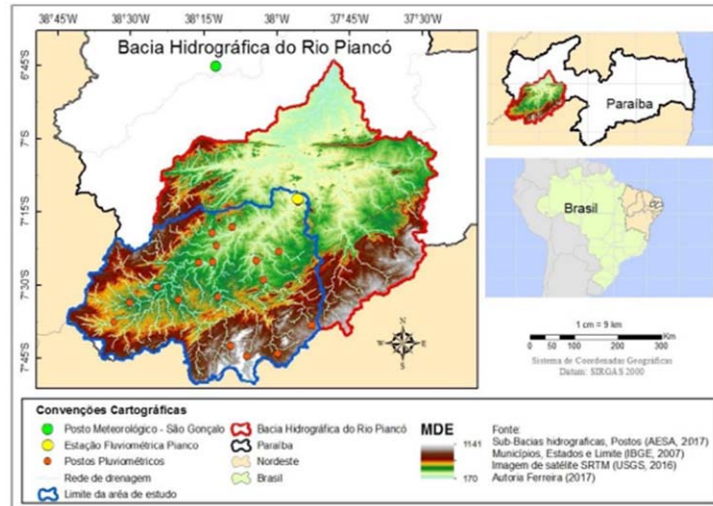 38°45'W 38°30'W 38°15'W 38°0'W 37°45'W 37°30'W
Bacia Hidrográfica do Rio Piancó
6°45'S
7°S
7°15'S
7°30'S
7°45'S
N
W E
S
Paraíba
Brasil
1 cm = 9 km
0 50 100 200 300 Km
Sistema de Coordenadas Geográficas
Datum: SIRGAS 2000
Convenções Cartográficas
Posto Meteorológico - São Gonçalo
Estação Fluviométrica Pianco
Postos Pluviométricos
Rede de drenagem
Limite da aréa de estudo
Bacia Hidrográfica do Rio Piancó
Paraíba
Nordeste
Brasil
MDE
1141
170
Fonte:
Sub-Bacias hidrograficas, Postos (AESA, 2017)
Municípios, Estados e Limite (IBGE, 2007)
Imagem de satélite SRTM (USGS, 2016)
Autoria Ferreira (2017)